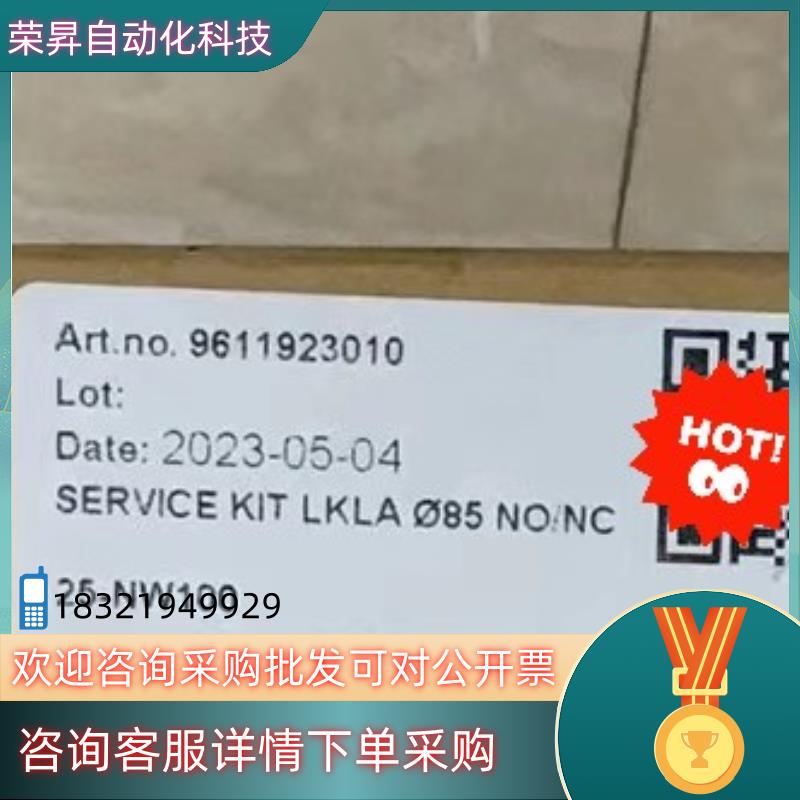 荣昇自动化科技
Art.no. 9611923010
Lot:
Date: 2023-05-04
SERVICE KIT LKLA Ø85 NO/NC
HOT!
18321949929
欢迎咨询采购批发可对公开票
咨询客服详情下单采购